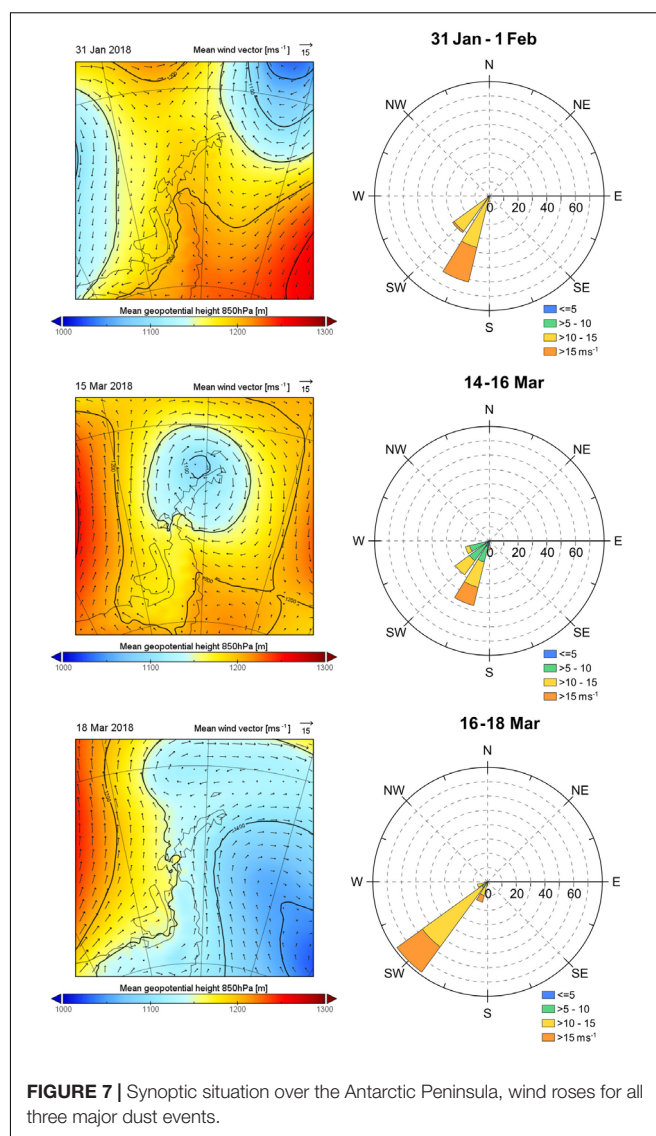 31 Jan 2018 Mean wind vector [ms⁻¹] 15
Mean geopotential height 850hPa [m]
1000 1100 1200 1300
31 Jan - 1 Feb
N
NW NE
W 0 20 40 60 E
SW SE
S
<=5
>5 - 10
>10 - 15
>15 ms⁻¹
15 Mar 2018 Mean wind vector [ms⁻¹] 15
Mean geopotential height 850hPa [m]
1000 1100 1200 1300
14-16 Mar
N
NW NE
W 0 20 40 60 E
SW SE
S
<=5
>5 - 10
>10 - 15
>15 ms⁻¹
18 Mar 2018 Mean wind vector [ms⁻¹] 15
Mean geopotential height 850hPa [m]
1000 1100 1200 1300
16-18 Mar
N
NW NE
W 0 20 40 60 E
SW SE
S
<=5
>5 - 10
>10 - 15
>15 ms⁻¹
FIGURE 7 | Synoptic situation over the Antarctic Peninsula, wind roses for all
three major dust events.